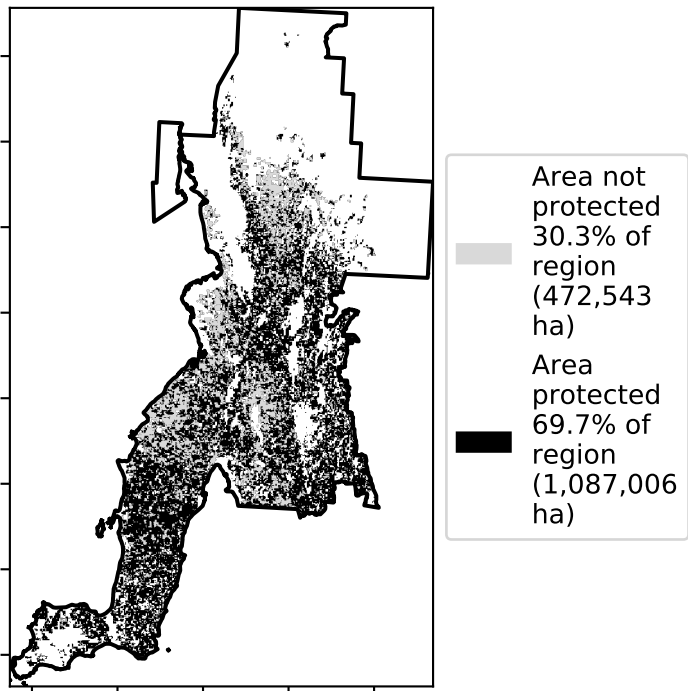 Area not
protected
30.3% of
region
(472,543
ha)
Area
protected
69.7% of
region
(1,087,006
ha)